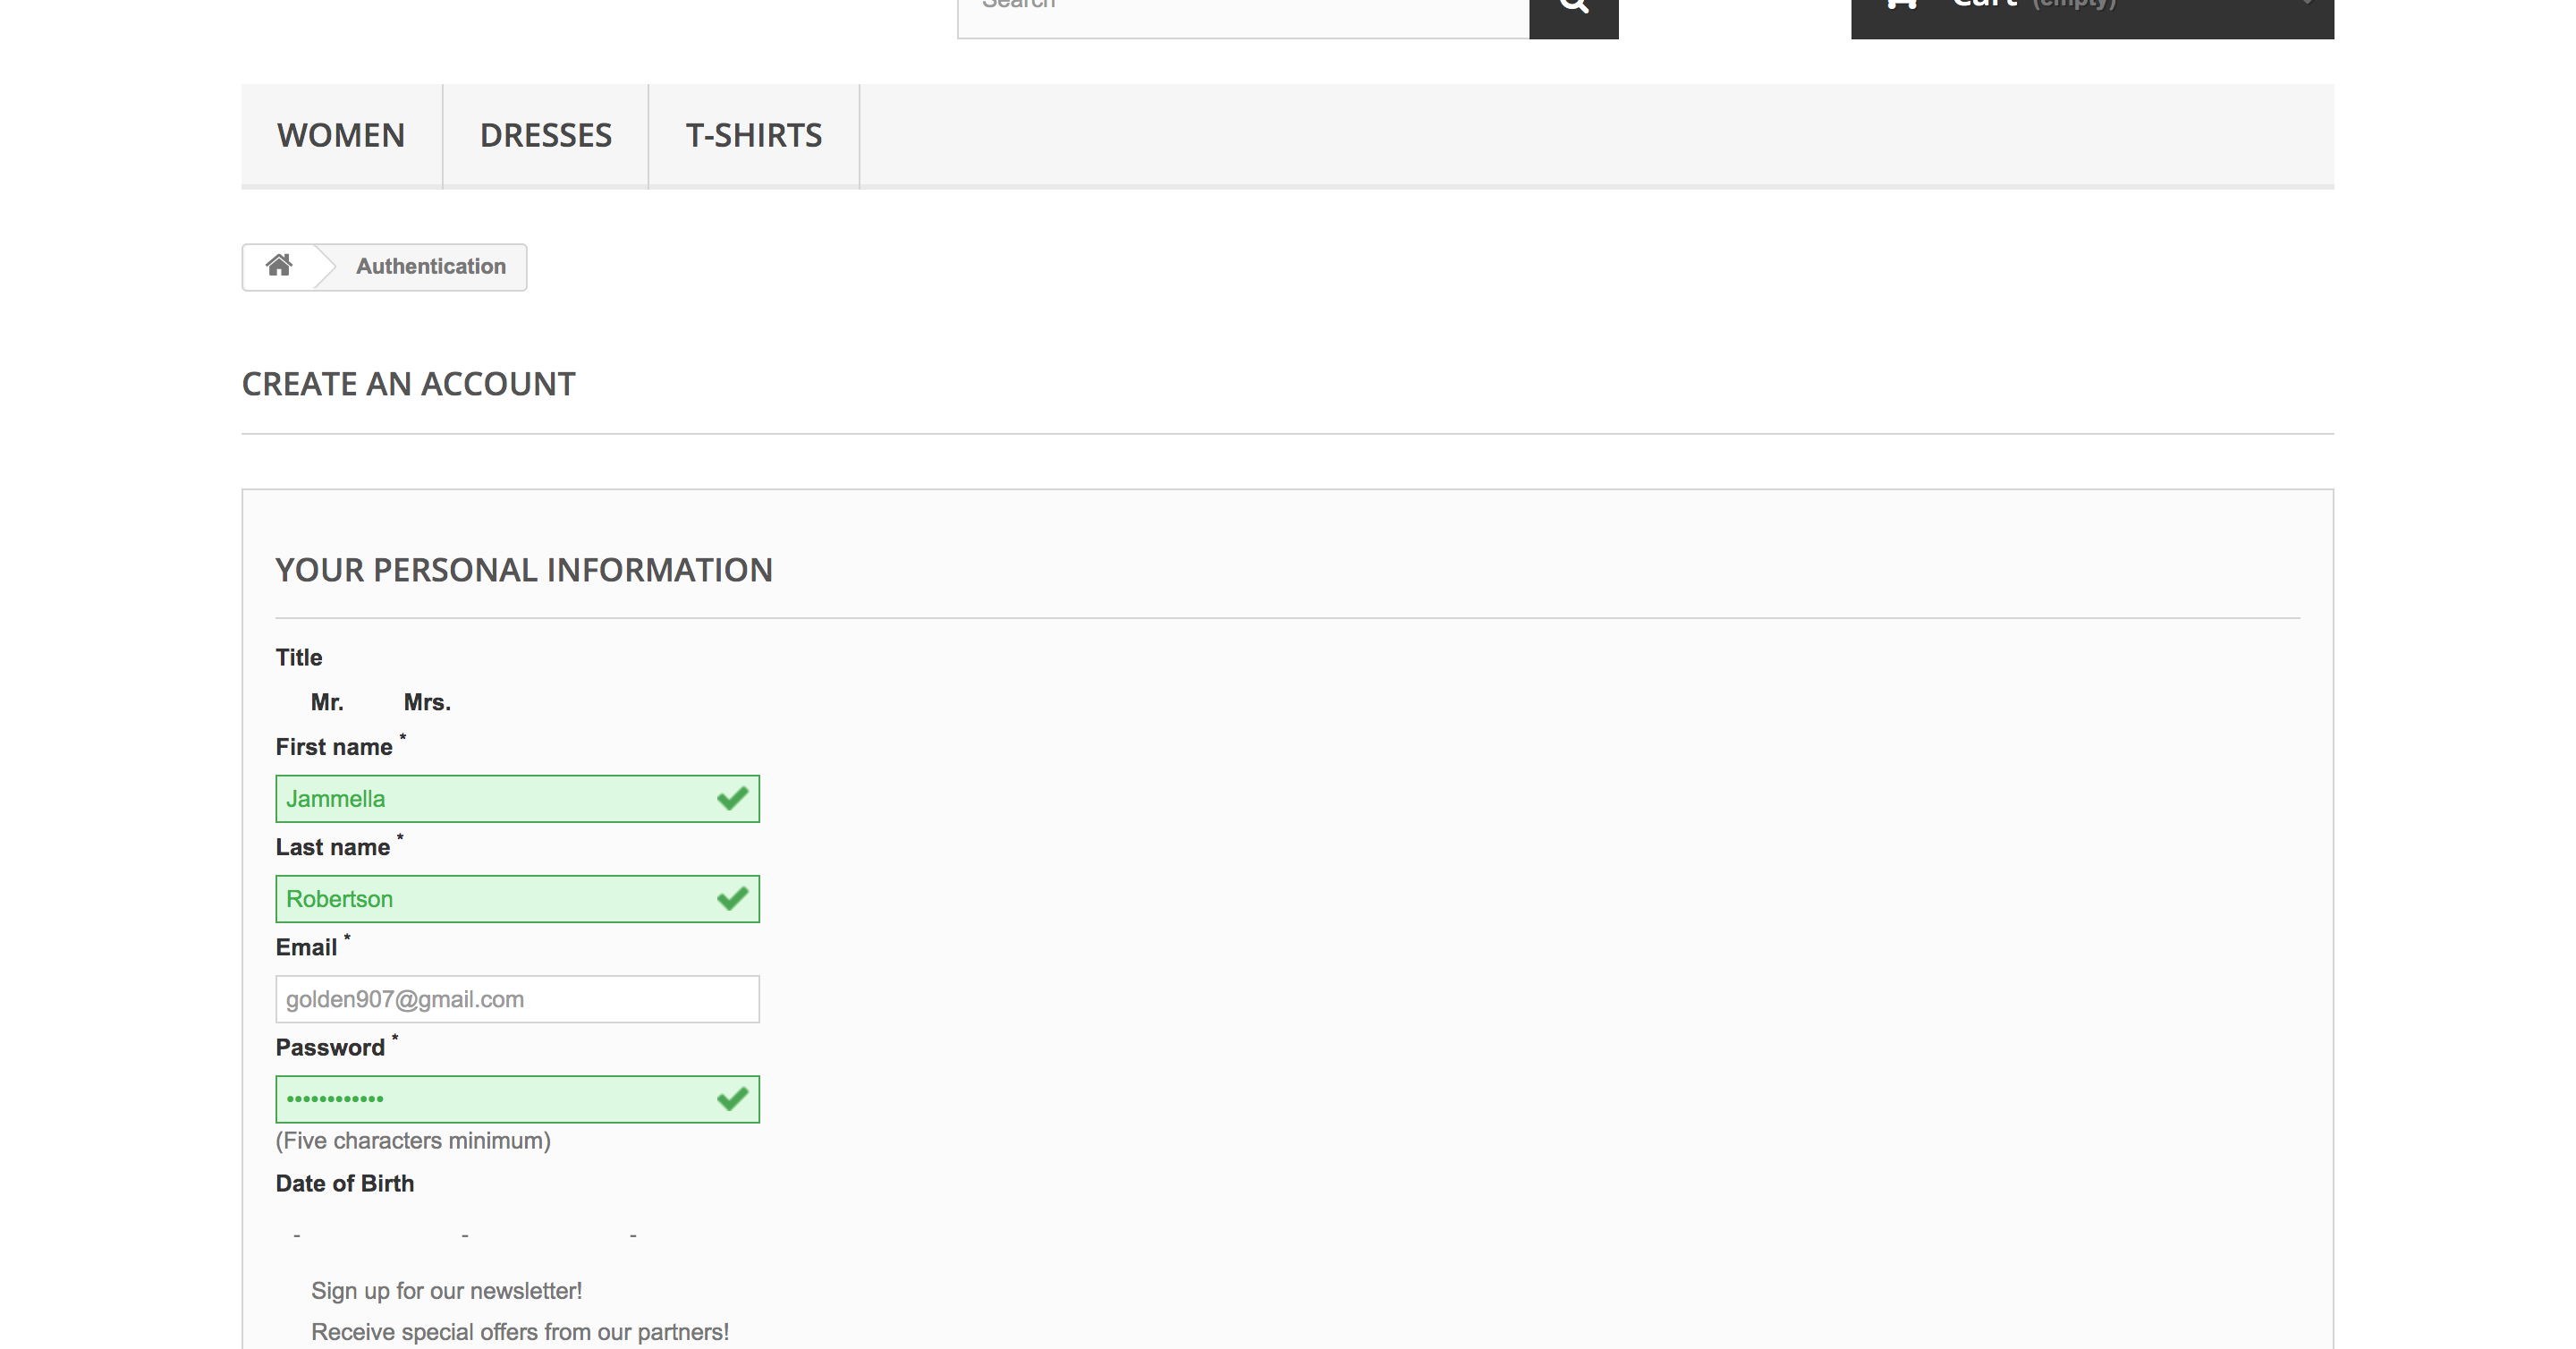 Search
Cart (empty)
WOMEN DRESSES T-SHIRTS
Authentication
CREATE AN ACCOUNT
YOUR PERSONAL INFORMATION
Title
Mr. Mrs.
First name *
Jammella
Last name *
Robertson
Email *
golden907@gmail.com
Password *
••••••••••••
(Five characters minimum)
Date of Birth
- - -
Sign up for our newsletter!
Receive special offers from our partners!